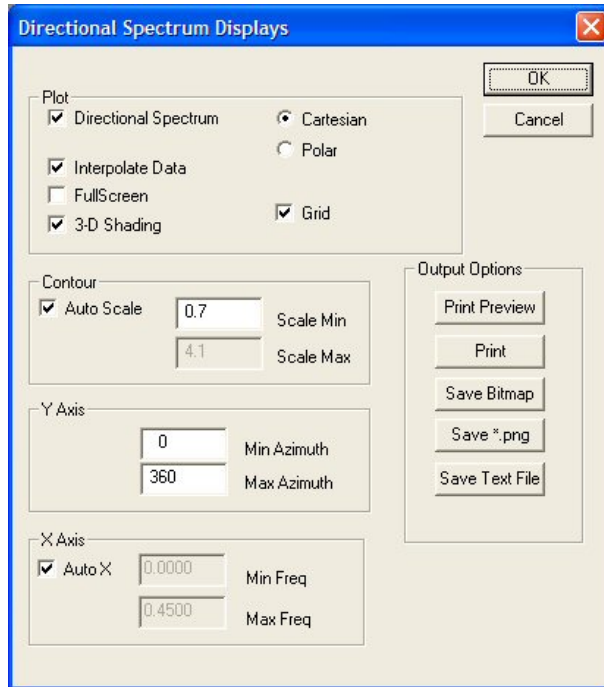 Directional Spectrum Displays
OK
Cancel
Plot
Directional Spectrum
Cartesian
Polar
Interpolate Data
FullScreen
3-D Shading
Grid
Contour
Auto Scale
0.7
Scale Min
4.1
Scale Max
Output Options
Print Preview
Print
Save Bitmap
Save *.png
Save Text File
Y Axis
0
Min Azimuth
360
Max Azimuth
X Axis
Auto X
0.0000
Min Freq
0.4500
Max Freq